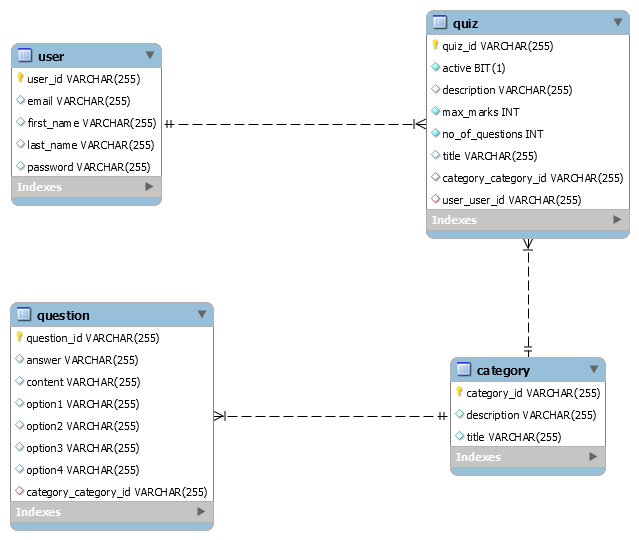 user
user_id VARCHAR(255)
email VARCHAR(255)
first_name VARCHAR(255)
last_name VARCHAR(255)
password VARCHAR(255)
Indexes
quiz
quiz_id VARCHAR(255)
active BIT(1)
description VARCHAR(255)
max_marks INT
no_of_questions INT
title VARCHAR(255)
category_category_id VARCHAR(255)
user_user_id VARCHAR(255)
Indexes
question
question_id VARCHAR(255)
answer VARCHAR(255)
content VARCHAR(255)
option1 VARCHAR(255)
option2 VARCHAR(255)
option3 VARCHAR(255)
option4 VARCHAR(255)
category_category_id VARCHAR(255)
Indexes
category
category_id VARCHAR(255)
description VARCHAR(255)
title VARCHAR(255)
Indexes